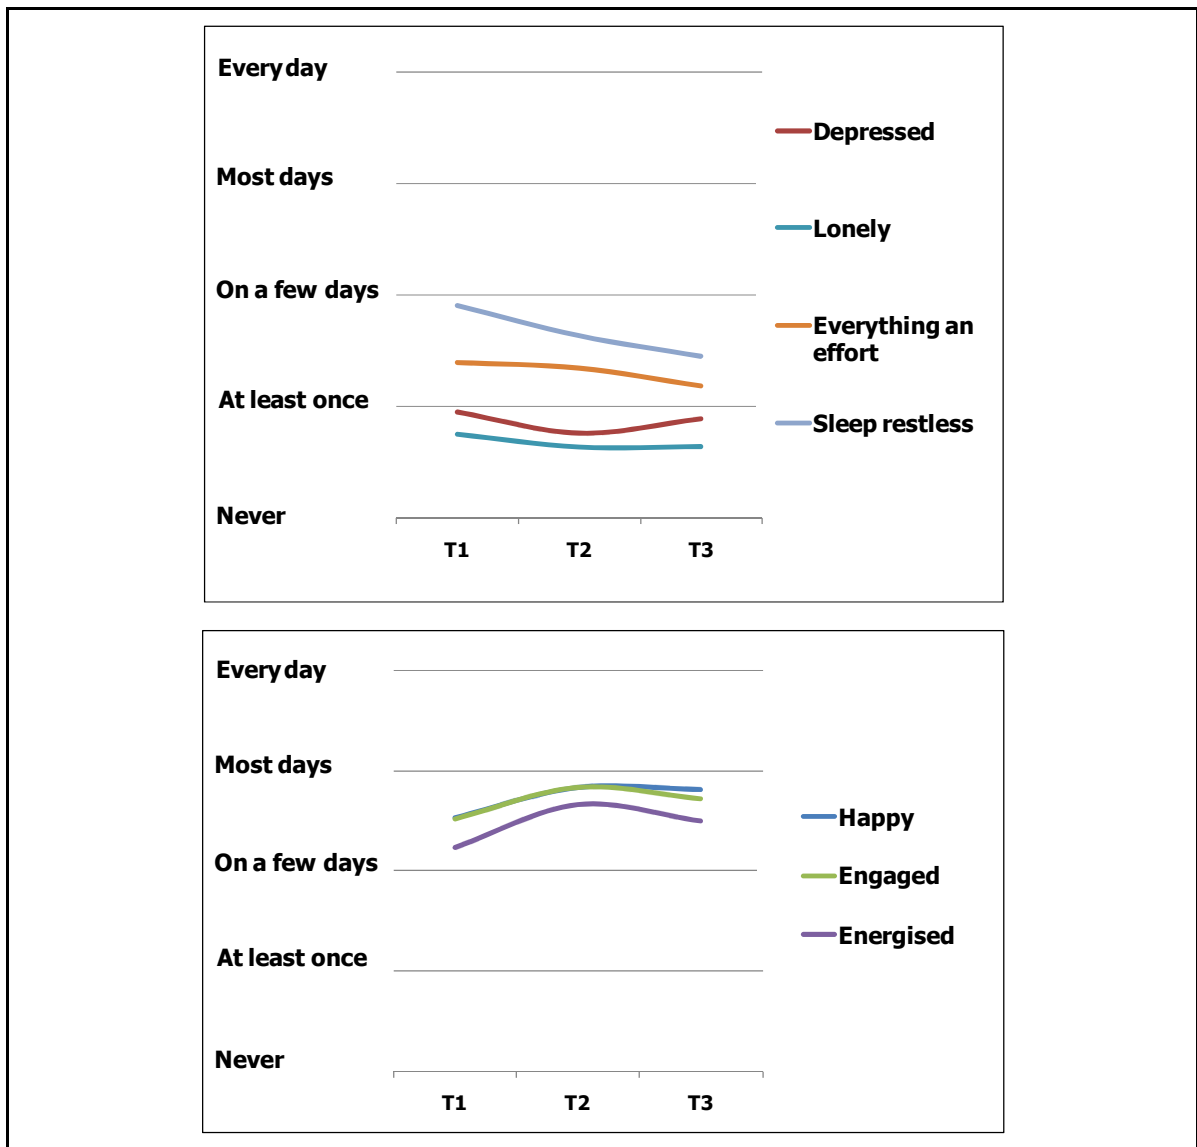 Every day
Depressed
Most days
Lonely
On a few days
Everything an
effort
At least once
Sleep restless
Never
T1 T2 T3
Every day
Most days
Happy
On a few days
Engaged
Energised
At least once
Never
T1 T2 T3